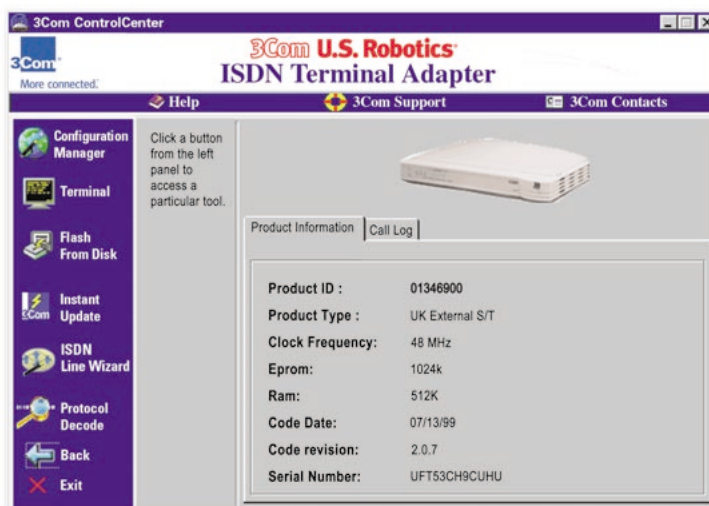 3Com ControlCenter
3Com
More connected.
3Com U.S. Robotics
ISDN Terminal Adapter
Help
3Com Support
3Com Contacts
Configuration
Manager
Terminal
Flash
From Disk
3Com
Instant
Update
ISDN
Line Wizard
Protocol
Decode
Back
Exit
Click a button
from the left
panel to
access a
particular tool.
Product Information
Call Log
Product ID : 01346900
Product Type : UK External S/T
Clock Frequency: 48 MHz
Eprom: 1024k
Ram: 512K
Code Date: 07/13/99
Code revision: 2.0.7
Serial Number: UFT53CH9CUHU